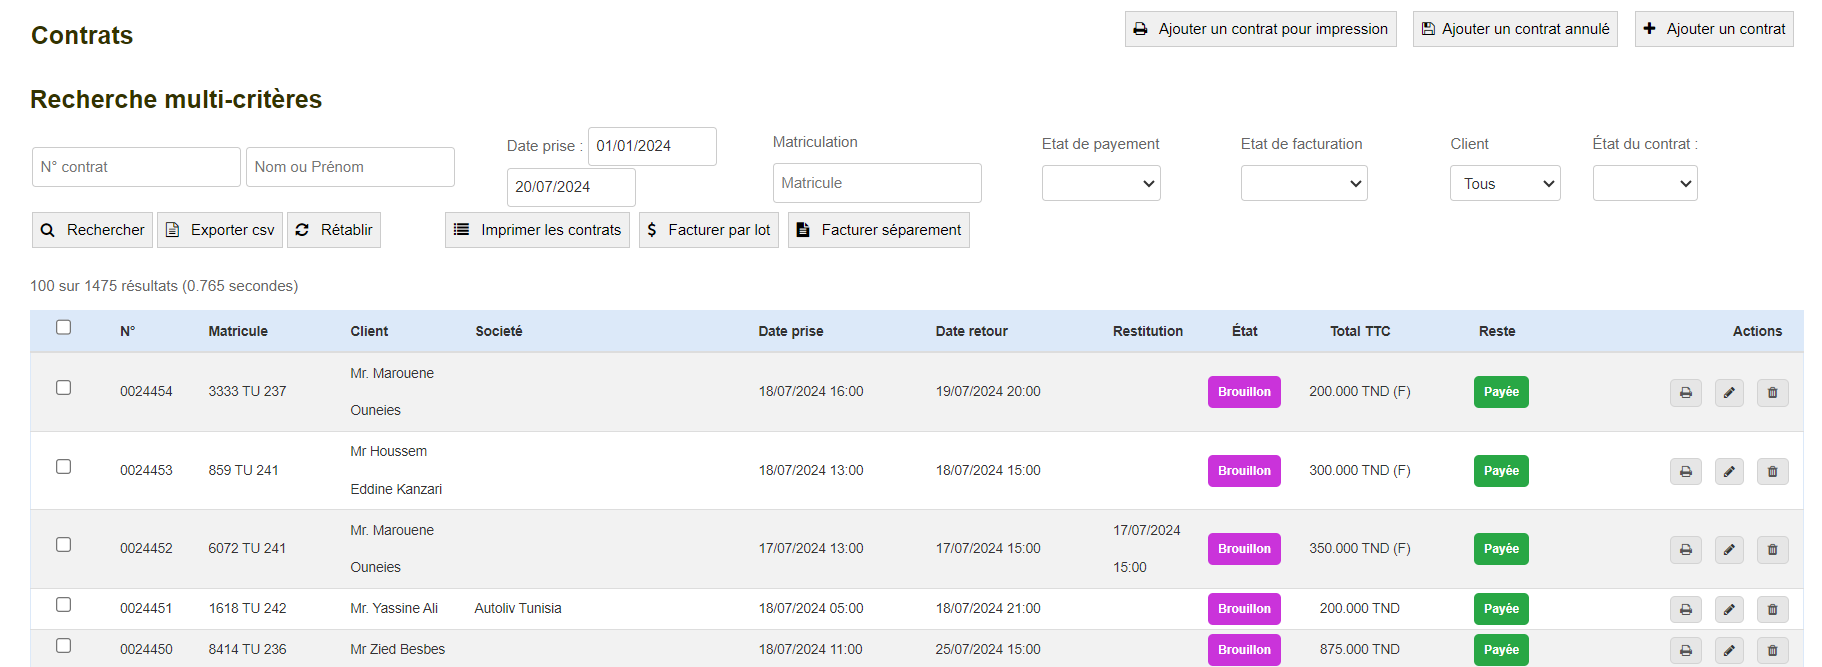 Contrats
Ajouter un contrat pour impression
Ajouter un contrat annulé
Ajouter un contrat
Recherche multi-critères
N° contrat
Nom ou Prénom
Date prise : 01/01/2024
20/07/2024
Matriculation
Matricule
Etat de payement
Etat de facturation
Client
Tous
État du contrat :
Rechercher
Exporter csv
Rétablir
Imprimer les contrats
$ Facturer par lot
Facturer séparement
100 sur 1475 résultats (0.765 secondes)
N° Matricule Client Societé Date prise Date retour Restitution État Total TTC Reste Actions
0024454 3333 TU 237 Mr. Marouene Ouneies 18/07/2024 16:00 19/07/2024 20:00 Brouillon 200.000 TND (F) Payée
0024453 859 TU 241 Mr Houssem Eddine Kanzari 18/07/2024 13:00 18/07/2024 15:00 Brouillon 300.000 TND (F) Payée
0024452 6072 TU 241 Mr. Marouene Ouneies 17/07/2024 13:00 17/07/2024 15:00 17/07/2024 15:00 Brouillon 350.000 TND (F) Payée
0024451 1618 TU 242 Mr. Yassine Ali Autoliv Tunisia 18/07/2024 05:00 18/07/2024 21:00 Brouillon 200.000 TND Payée
0024450 8414 TU 236 Mr Zied Besbes 18/07/2024 11:00 25/07/2024 15:00 Brouillon 875.000 TND Payée